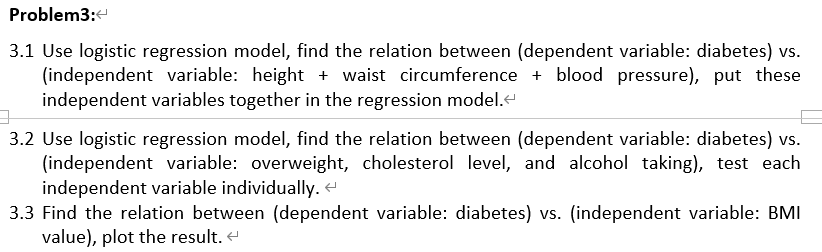 Problem3:↵
3.1 Use logistic regression model, find the relation between (dependent variable: diabetes) vs.
(independent variable: height + waist circumference + blood pressure), put these
independent variables together in the regression model.↵
3.2 Use logistic regression model, find the relation between (dependent variable: diabetes) vs.
(independent variable: overweight, cholesterol level, and alcohol taking), test each
independent variable individually. ↵
3.3 Find the relation between (dependent variable: diabetes) vs. (independent variable: BMI
value), plot the result. ↵